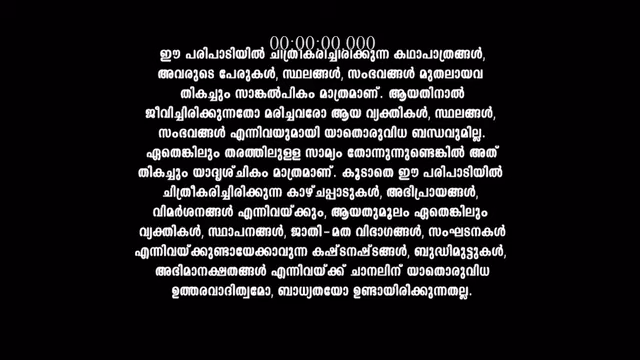 00:00:00.000
ഈ പരിപാടിയിൽ ചിത്രീകരിച്ചിരിക്കുന്ന കഥാപാത്രങ്ങൾ,
അവരുടെ പേരുകൾ, സ്ഥലങ്ങൾ, സംഭവങ്ങൾ മുതലായവ
തികച്ചും സാങ്കൽപികം മാത്രമാണ്. ആയതിനാൽ
ജീവിച്ചിരിക്കുന്നതോ മരിച്ചവരോ ആയ വ്യക്തികൾ, സ്ഥലങ്ങൾ,
സംഭവങ്ങൾ എന്നിവയുമായി യാതൊരുവിധ ബന്ധവുമില്ല.
ഏതെങ്കിലും തരത്തിലുളള സാമ്യം തോന്നുന്നുണ്ടെങ്കിൽ അത്
തികച്ചും യാദൃശ്ചികം മാത്രമാണ്. കൂടാതെ ഈ പരിപാടിയിൽ
ചിത്രീകരിച്ചിരിക്കുന്ന കാഴ്ചപ്പാടുകൾ, അഭിപ്രായങ്ങൾ,
വിമർശനങ്ങൾ എന്നിവയ്ക്കും, ആയതുമൂലം ഏതെങ്കിലും
വ്യക്തികൾ, സ്ഥാപനങ്ങൾ, ജാതി-മത വിഭാഗങ്ങൾ, സംഘടനകൾ
എന്നിവയ്ക്കുണ്ടായേക്കാവുന്ന കഷ്ടനഷ്ടങ്ങൾ, ബുദ്ധിമുട്ടുകൾ,
അഭിമാനക്ഷതങ്ങൾ എന്നിവയ്ക്ക് ചാനലിന് യാതൊരുവിധ
ഉത്തരവാദിത്വമോ, ബാധ്യതയോ ഉണ്ടായിരിക്കുന്നതല്ല.